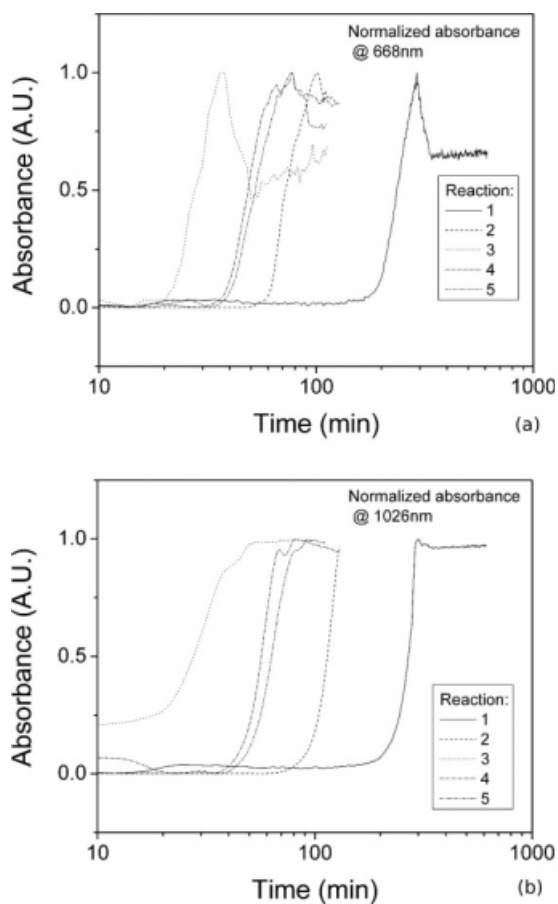 Normalized absorbance
@ 668nm
1.0
0.5
0.0
Absorbance (A.U.)
Reaction:
1
2
3
4
5
10
100
1000
Time (min)
(a)
Normalized absorbance
@ 1026nm
1.0
0.5
0.0
Absorbance (A.U.)
Reaction:
1
2
3
4
5
10
100
1000
Time (min)
(b)